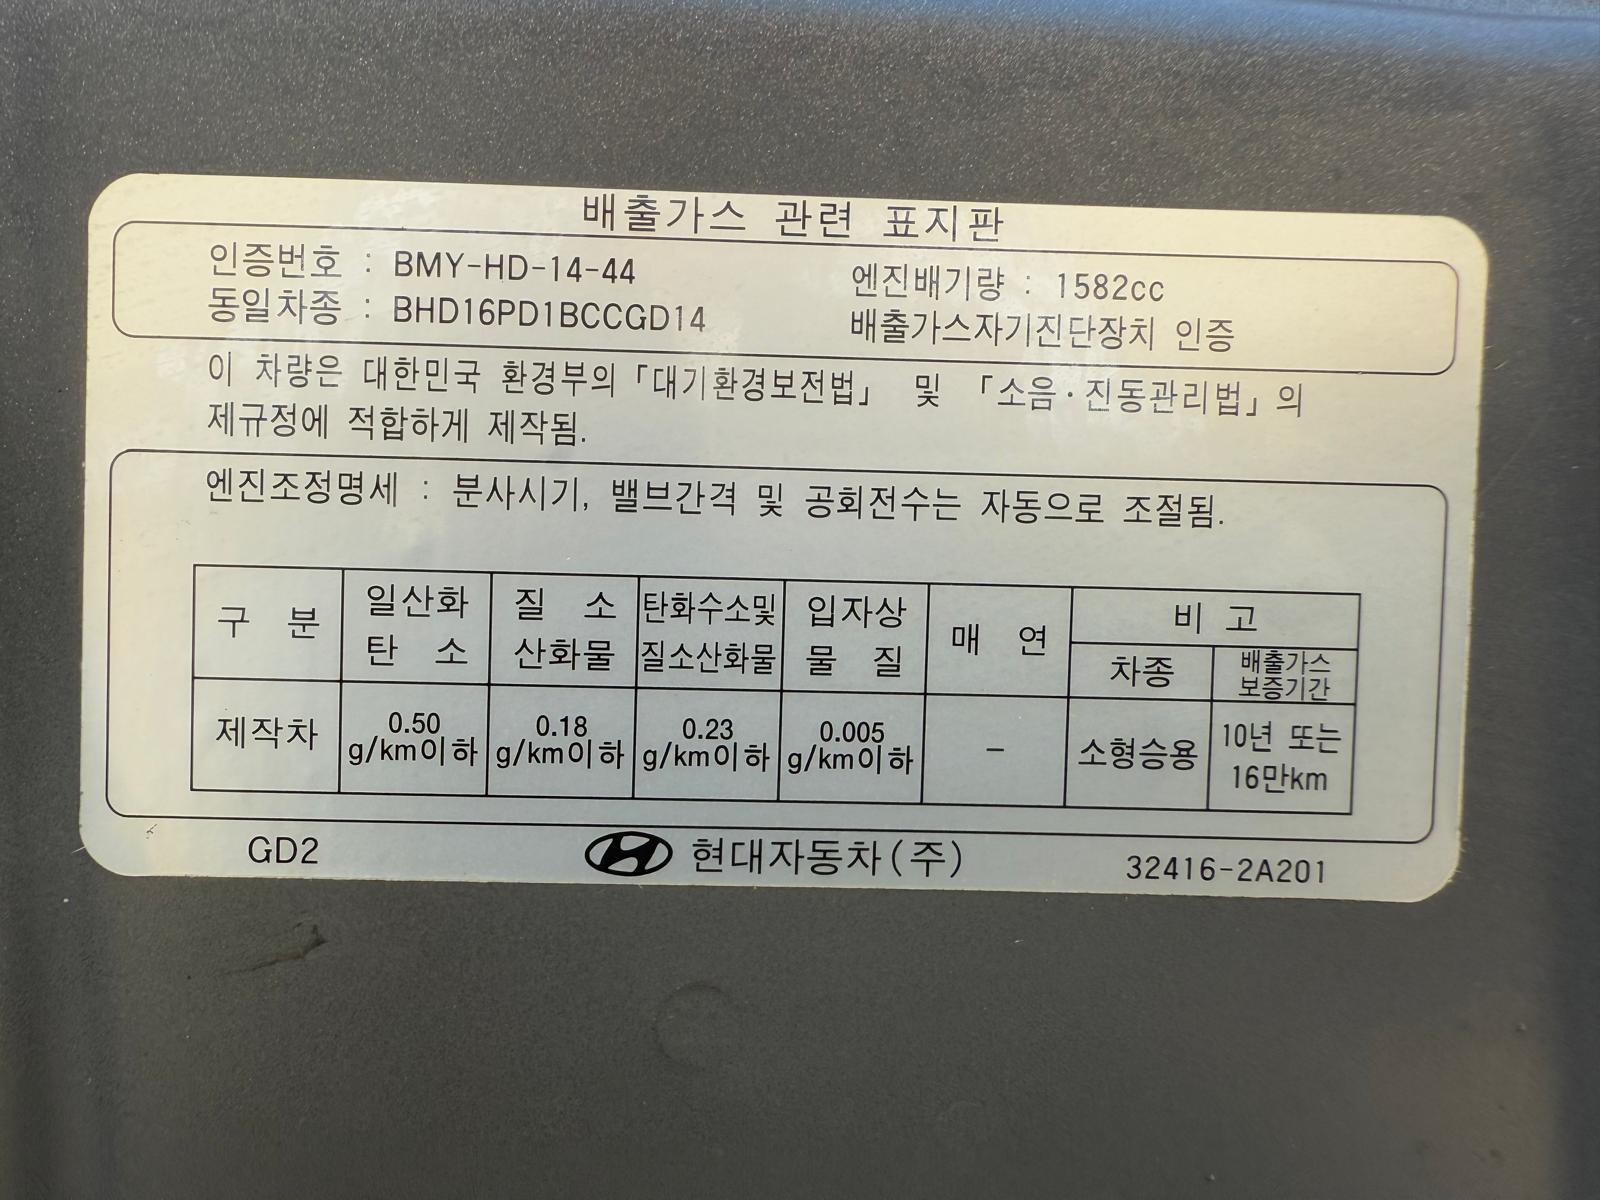 배출가스 관련 표지판
인증번호 : BMY-HD-14-44
동일차종 : BHD16PD1BCCGD14
엔진배기량 : 1582cc
배출가스자기진단장치 인증
이 차량은 대한민국 환경부의 「대기환경보전법」 및 「소음·진동관리법」의
제규정에 적합하게 제작됨.
엔진조정명세 : 분사시기, 밸브간격 및 공회전수는 자동으로 조절됨.
구 분 일산화 탄 소 질 소 산화물 탄화수소및 질소산화물 입자상 물 질 매 연 비 고
차종 배출가스 보증기간
제작차 0.50 g/km이하 0.18 g/km이하 0.23 g/km이하 0.005 g/km이하 - 소형승용 10년 또는 16만km
GD2 현대자동차(주) 32416-2A201